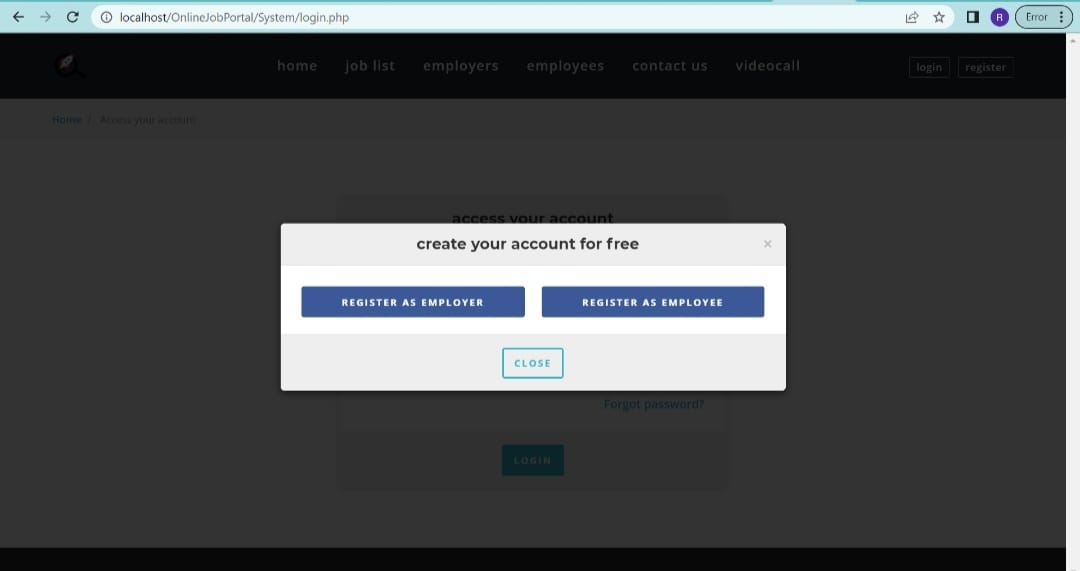 localhost/OnlineJobPortal/System/login.php
R
Error
home job list employers employees contact us videocall login register
Home / Access your account
access your account
create your account for free ×
REGISTER AS EMPLOYER REGISTER AS EMPLOYEE
CLOSE
Forgot password?
LOGIN